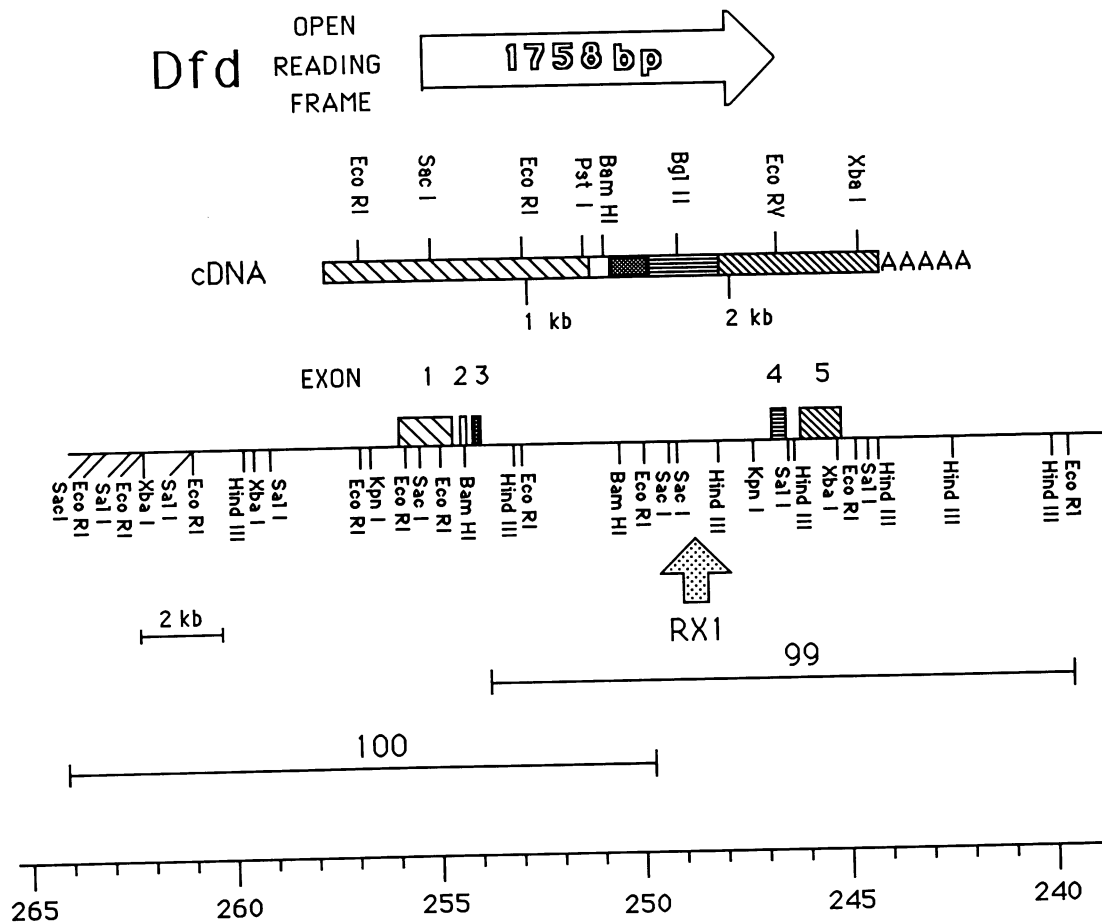 Dfd
OPEN
READING
FRAME
1758 bp
Eco RI
Sac I
Eco RI
Pst I
Bam HI
Bgl II
Eco RV
Xba I
cDNA
AAAAA
1 kb
2 kb
EXON
1
2
3
4
5
SacI
Eco RI
Sal I
Eco RI
Xba I
Sal I
Eco RI
Hind III
Xba I
Sal I
Eco RI
Kpn I
Eco RI
Sac I
Eco RI
Bam HI
Hind III
Eco RI
Bam HI
Eco RI
Sac I
Sac I
Hind III
Kpn I
Sal I
Hind III
Xba I
Eco RI
Sal I
Hind III
Hind III
Hind III
Eco RI
2 kb
RX1
99
100
265
260
255
250
245
240